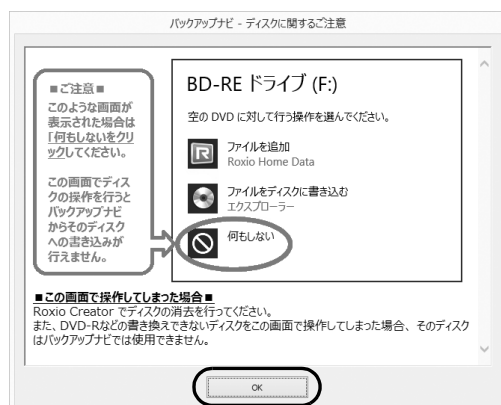 バックアップナビ - ディスクに関するご注意
■ご注意■
このような画面が
表示された場合は
「何もしないをクリ
ックしてください。
この画面でディス
クの操作を行うと
バックアップナビ
からそのディスク
への書き込みが
行えません。
BD-RE ドライブ (F:)
空の DVD に対して行う操作を選んでください。
ファイルを追加
Roxio Home Data
ファイルをディスクに書き込む
エクスプローラー
何もしない
■この画面で操作してしまった場合■
Roxio Creator でディスクの消去を行ってください。
また、DVD-Rなどの書き換えできないディスクをこの画面で操作してしまった場合、そのディスク
はバックアップナビでは使用できません。
OK